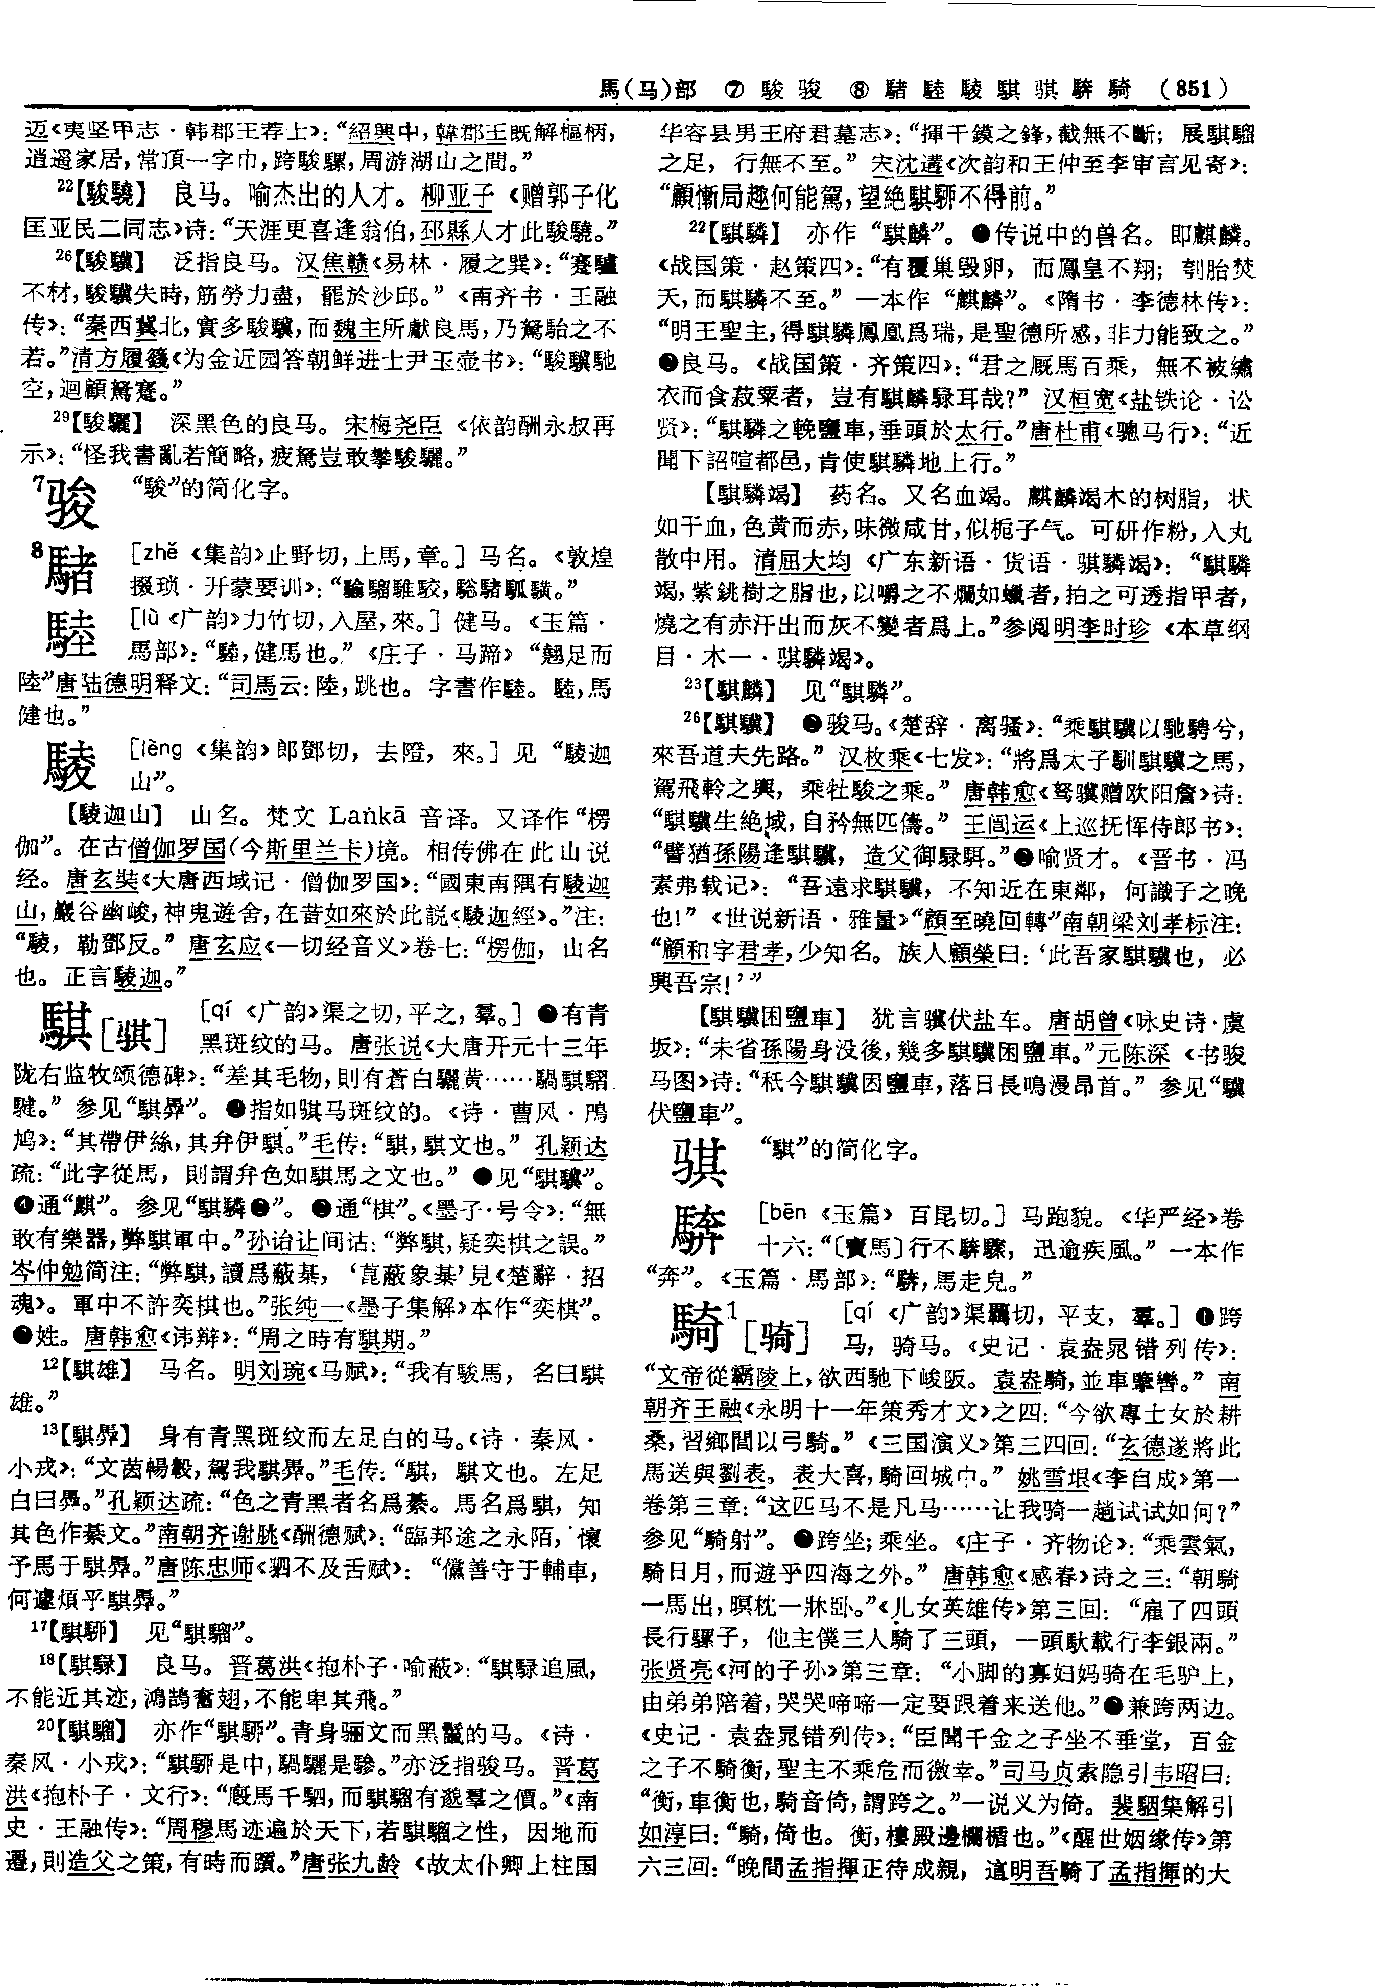 馬(马)部 ⑦ 駿 骏 ⑧ 䮐 騄 䮚 騏 骐 騎 (851)
迈《夷坚甲志·韩郡王荐士》:“紹興中,韓郡王既解樞柄,
逍遥家居,常頂一字巾,跨駿騾,周游湖山之間。”
²²【駿驍】 良马。喻杰出的人才。柳亚子《赠郭子化
匡亚民二同志》诗:“天涯更喜逢翁伯,邳縣人才此駿驍。”
²⁶【駿驥】 泛指良马。汉焦赣《易林·履之巽》:“蹇驢
不材,駿驥失時,筋勞力盡,罷於沙邱。”《南齐书·王融
传》:“秦西冀北,實多駿驥,而魏主所獻良馬,乃駑駘之不
若。”清方履籛《为金近园答朝鲜进士尹玉壶书》:“駿驥馳
空,迴顧駑蹇。”
²⁹【駿驪】 深黑色的良马。宋梅尧臣《依韵酬永叔再
示》:“怪我書亂若簡略,疲駑豈敢攀駿驪。”
⁷骏 “駿”的简化字。
⁸ [zhě 《集韵》止野切,上馬,章。] 马名。《敦煌
掇琐·开蒙要训》:
[lù 《广韵》力竹切,入屋,來。] 健马。《玉篇·
馬部》:“騄,健馬也。”《庄子·马蹄》“翹足而
陸”唐陆德明释文:“司馬云:陸,跳也。字書作䮚。䮚,馬
健也。”
[lèng 《集韵》郎鄧切,去隥,來。] 见“䮚迦
山”。
【䮚迦山】 山名。梵文 Laṅkā 音译。又译作“楞
伽”。在古僧伽罗国(今斯里兰卡)境。相传佛在此山说
经。唐玄奘《大唐西域记·僧伽罗国》:“國東南隅有䮚迦
山,巖谷幽峻,神鬼遊舍,在昔如來於此説《䮚迦經》。”注:
“䮚,勒鄧反。”唐玄应《一切经音义》卷七:“楞伽,山名
也。正言䮚迦。”
騏[骐] [qí 《广韵》渠之切,平之,羣。] ❶有青
黑斑纹的马。唐张说《大唐开元十三年
陇右监牧颂德碑》:“差其毛物,則有蒼白驪黄……騧騏騮
騝。”参见“騏馵”。❷指如骐马斑纹的。《诗·曹风·鳲
鸠》:“其帶伊絲,其弁伊騏。”毛传:“騏,騏文也。”孔颖达
疏:“此字從馬,則謂弁色如騏馬之文也。”❸见“騏驥”。
❹通“麒”。参见“騏驎❶”。❺通“棋”。《墨子·号令》:“無
敢有樂器,弊騏軍中。”孙诒让间诂:“弊騏,疑奕棋之誤。”
岑仲勉简注:“弊騏,讀爲蔽棊,‘菎蔽象棊’見《楚辭·招
魂》。軍中不許奕棋也。”张纯一《墨子集解》本作“奕棋”。
❻姓。唐韩愈《讳辩》:“周之時有騏期。”
¹²【騏雄】 马名。明刘琬《马赋》:“我有駿馬,名曰騏
雄。”
¹³【騏馵】 身有青黑斑纹而左足白的马。《诗·秦风·
小戎》:“文茵暢轂,駕我騏馵。”毛传:“騏,騏文也。左足
白曰馵。”孔颖达疏:“色之青黑者名爲綦。馬名爲騏,知
其色作綦文。”南朝齐谢朓《酬德赋》:“臨邦途之永陌,懷
予馬于騏馵。”唐陈忠师《驷不及舌赋》:“儻善守于輔車,
何遽煩乎騏馵。”
¹⁷【騏駵】 见“騏騮”。
¹⁸【騏騄】 良马。晋葛洪《抱朴子·喻蔽》:“騏騄追風,
不能近其迹,鴻鵠奮翅,不能卑其飛。”
²⁰【騏騮】 亦作“騏駵”。青身骊文而黑鬣的马。《诗·
秦风·小戎》:“騏駵是中,騧驪是驂。”亦泛指骏马。晋葛
洪《抱朴子·文行》:“廄馬千駟,而騏騮有邈羣之價。”《南
史·王融传》:“周穆馬迹遍於天下,若騏騮之性,因地而
遷,則造父之策,有時而躓。”唐张九龄《故太仆卿上柱国
华容县男王府君墓志》:“揮干鏌之鋒,截無不斷;展騏騮
之足,行無不至。”宋沈遘《次韵和王仲至李审言见寄》:
“顧慚局趣何能駕,望絶騏駵不得前。”
²²【騏驎】 亦作“騏麟”。❶传说中的兽名。即麒麟。
《战国策·赵策四》:“有覆巢毁卵,而鳳皇不翔;刳胎焚
夭,而騏驎不至。”一本作“麒麟”。《隋书·李德林传》:
“明王聖主,得騏驎鳳凰爲瑞,是聖德所感,非力能致之。”
❷良马。《战国策·齐策四》:“君之厩馬百乘,無不被繡
衣而食菽粟者,豈有騏麟騄耳哉?”汉桓宽《盐铁论·讼
贤》:“騏驎之輓鹽車,垂頭於太行。”唐杜甫《骢马行》:“近
聞下詔喧都邑,肯使騏驎地上行。”
【騏驎竭】 药名。又名血竭。麒麟竭木的树脂,状
如干血,色黄而赤,味微咸甘,似栀子气。可研作粉,入丸
散中用。清屈大均《广东新语·货语·骐驎竭》:“騏驎
竭,紫鉚樹之脂也,以嚼之不爛如蠟者,拍之可透指甲者,
燒之有赤汗出而灰不變者爲上。”参阅明李时珍《本草纲
目·木一·骐驎竭》。
²³【騏麟】 见“騏驎”。
²⁶【騏驥】 ❶骏马。《楚辞·离骚》:“乘騏驥以馳騁兮,
來吾道夫先路。”汉枚乘《七发》:“將爲太子馴騏驥之馬,
駕飛軨之輿,乘牡駿之乘。”唐韩愈《驽骥赠欧阳詹》诗:
“騏驥生絶域,自矜無匹儔。”王闿运《上巡抚恽侍郎书》:
“譬猶孫陽逢騏驥,造父御騄駬。”❷喻贤才。《晋书·冯
素弗载记》:“吾遠求騏驥,不知近在東鄰,何識子之晚
也!”《世说新语·雅量》“顧至曉回轉”南朝梁刘孝标注:
“顧和字君孝,少知名。族人顧榮曰:‘此吾家騏驥也,必
興吾宗!’”
【騏驥困鹽車】 犹言骥伏盐车。唐胡曾《咏史诗·虞
坂》:“未省孫陽身没後,幾多騏驥困鹽車。”元陈深《书骏
马图》诗:“秖今騏驥困鹽車,落日長鳴漫昂首。”参见“驥
伏鹽車”。
骐 “騏”的简化字。
[bēn 《玉篇》百昆切。] 马跑貌。《华严经》卷
十六:“〔寶馬〕行不騁驟,迅逾疾風。”一本作
“奔”。《玉篇·馬部》:“,馬走皃。”
騎¹[骑] [qí 《广韵》渠羈切,平支,羣。] ❶跨
马,骑马。《史记·袁盎晁错列传》:
“文帝從霸陵上,欲西馳下峻阪。袁盎騎,並車擥轡。”南
朝齐王融《永明十一年策秀才文》之四:“今欲專士女於耕
桑,習鄉閭以弓騎。”《三国演义》第三四回:“玄德遂將此
馬送與劉表。表大喜,騎回城中。”姚雪垠《李自成》第一
卷第三章:“这匹马不是凡马……让我骑一趟试试如何?”
参见“騎射”。❷跨坐;乘坐。《庄子·齐物论》:“乘雲氣,
騎日月,而遊乎四海之外。”唐韩愈《感春》诗之三:“朝騎
一馬出,暝枕一牀卧。”《儿女英雄传》第三回:“雇了四頭
長行騾子,他主僕三人騎了三頭,一頭馱載行李銀兩。”
张贤亮《河的子孙》第三章:“小脚的寡妇妈骑在毛驴上,
由弟弟陪着,哭哭啼啼一定要跟着来送他。”❸兼跨两边。
《史记·袁盎晁错列传》:“臣聞千金之子坐不垂堂,百金
之子不騎衡,聖主不乘危而徼幸。”司马贞索隐引韦昭曰:
“衡,車衡也,騎音倚,謂跨之。”一说义为倚。裴駰集解引
如淳曰:“騎,倚也。衡,樓殿邊欄楯也。”《醒世姻缘传》第
六三回:“晚間孟指揮正待成親,這明吾騎了孟指揮的大